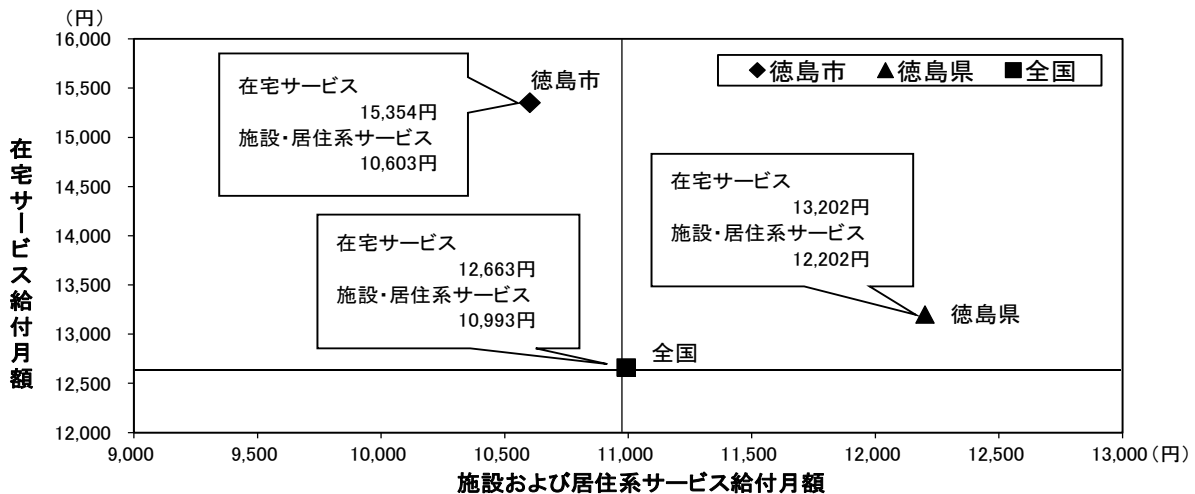 （円）
16,000
15,500
15,000
14,500
14,000
13,500
13,000
12,500
12,000
在宅サービス給付月額
◆徳島市 ▲徳島県 ■全国
徳島市
在宅サービス
15,354円
施設・居住系サービス
10,603円
在宅サービス
13,202円
施設・居住系サービス
12,202円
徳島県
在宅サービス
12,663円
施設・居住系サービス
10,993円
全国
9,000 9,500 10,000 10,500 11,000 11,500 12,000 12,500 13,000（円）
施設および居住系サービス給付月額